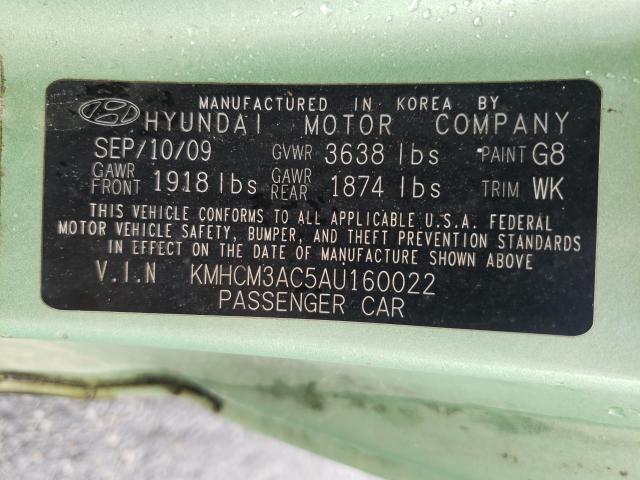 MANUFACTURED IN KOREA BY
HYUNDAI MOTOR COMPANY
SEP/10/09 GVWR 3638 lbs PAINT G8
GAWR FRONT 1918 lbs GAWR REAR 1874 lbs TRIM WK
THIS VEHICLE CONFORMS TO ALL APPLICABLE U.S.A. FEDERAL
MOTOR VEHICLE SAFETY, BUMPER, AND THEFT PREVENTION STANDARDS
IN EFFECT ON THE DATE OF MANUFACTURE SHOWN ABOVE.
V.I.N KMHCM3AC5AU160022
PASSENGER CAR